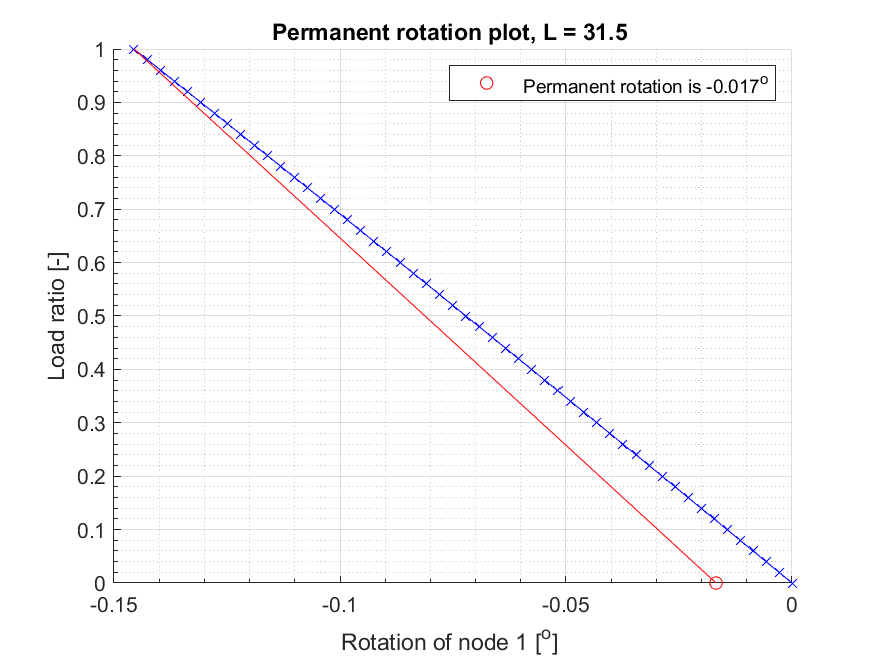 Permanent rotation plot, L = 31.5
Permanent rotation is -0.017°
1
0.9
0.8
0.7
0.6
0.5
0.4
0.3
0.2
0.1
0
Load ratio [-]
-0.15 -0.1 -0.05 0
Rotation of node 1 [°]